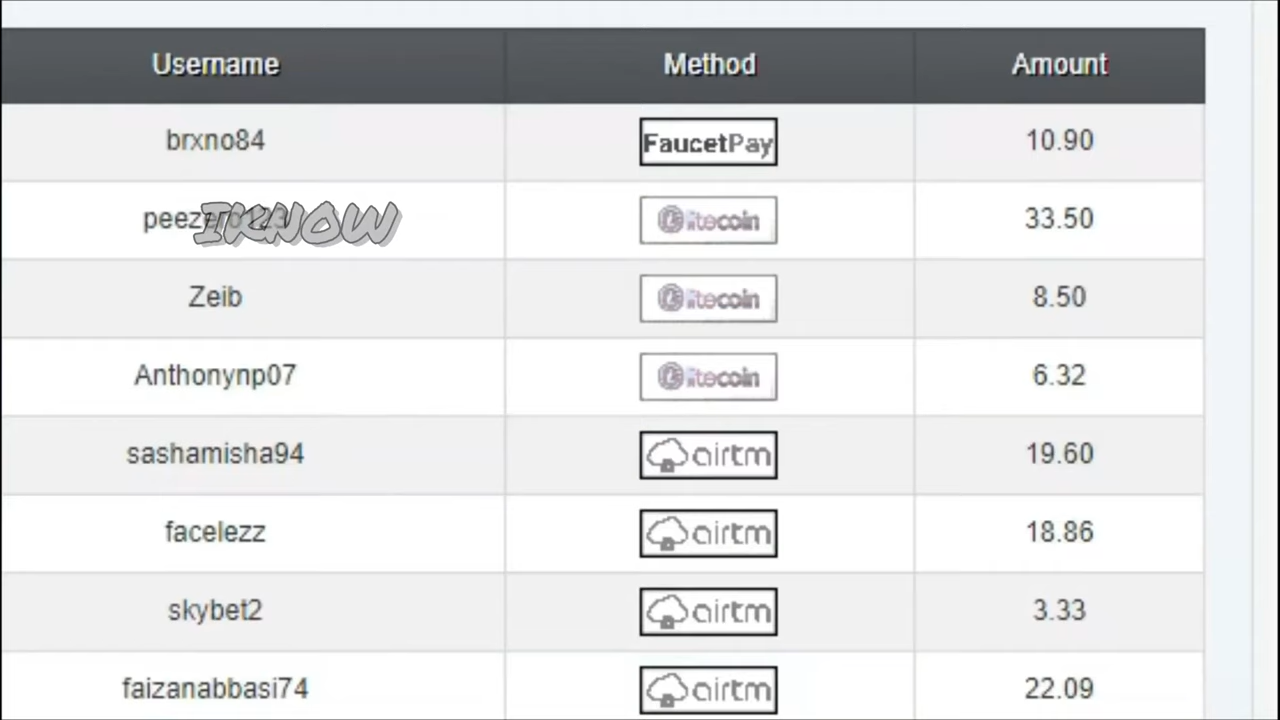 Username Method Amount
brxno84 FaucetPay 10.90
IKNOW litecoin 33.50
Zeib litecoin 8.50
Anthonynp07 litecoin 6.32
sashamisha94 airtm 19.60
facelezz airtm 18.86
skybet2 airtm 3.33
faizanabbasi74 airtm 22.09